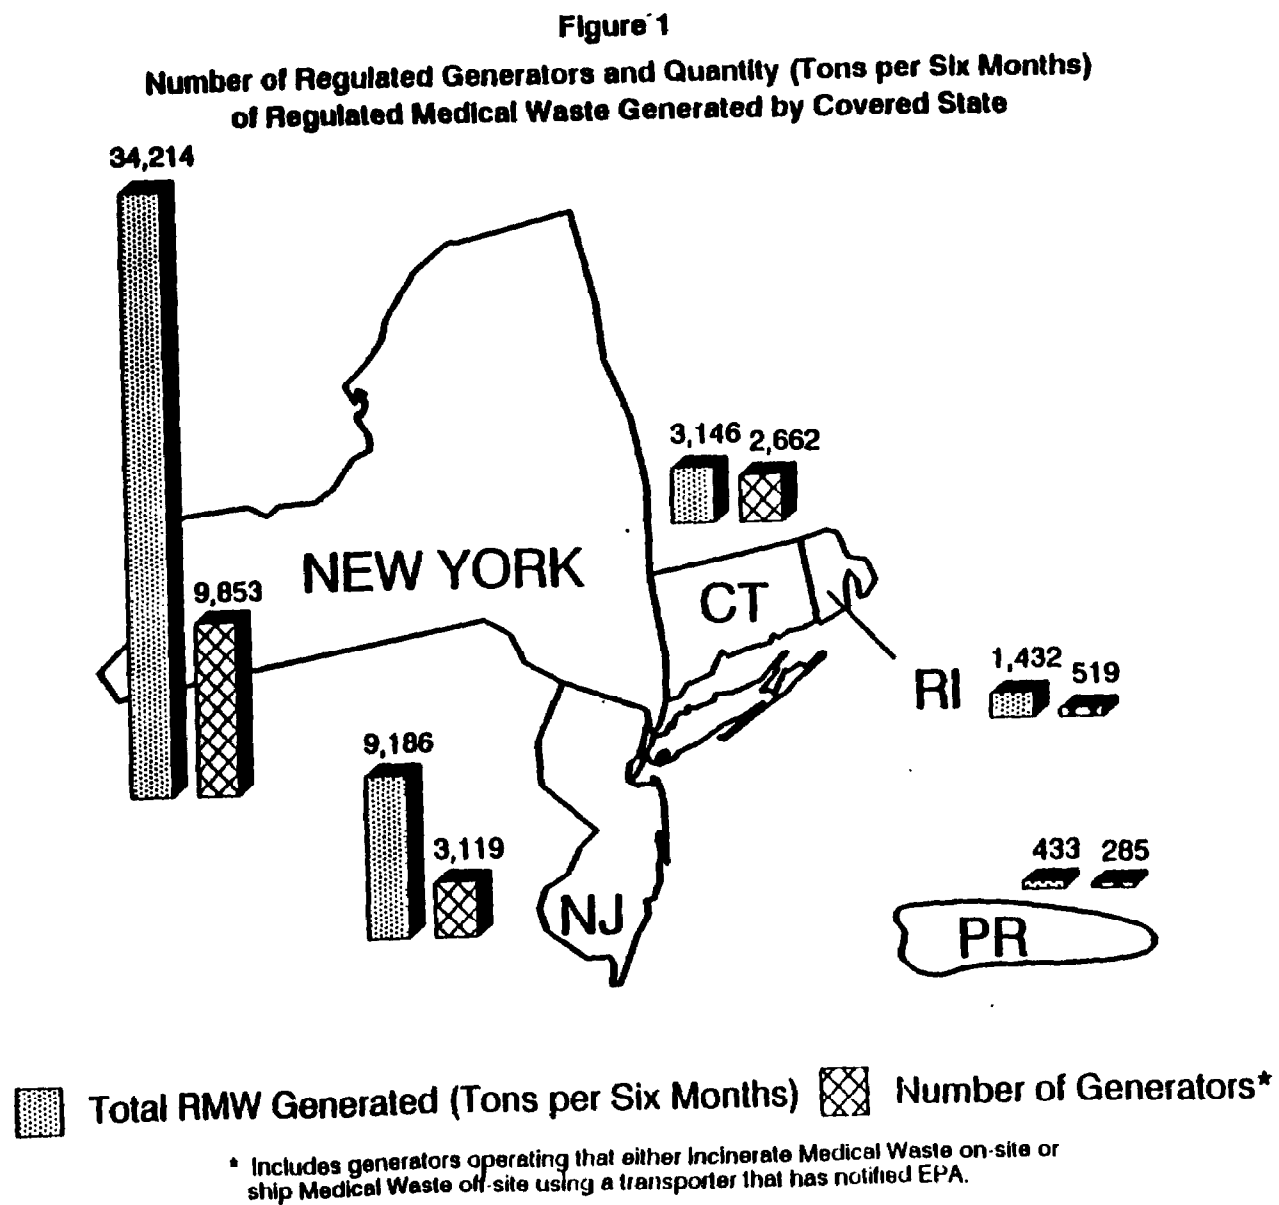 Figure 1
Number of Regulated Generators and Quantity (Tons per Six Months)
of Regulated Medical Waste Generated by Covered State
34,214
3,146 2,662
NEW YORK
9,853
CT
RI
1,432 519
9,186
3,119
NJ
433 285
PR
Total RMW Generated (Tons per Six Months)
Number of Generators*
* Includes generators operating that either Incinerate Medical Waste on-site or
ship Medical Waste off-site using a transporter that has notified EPA.